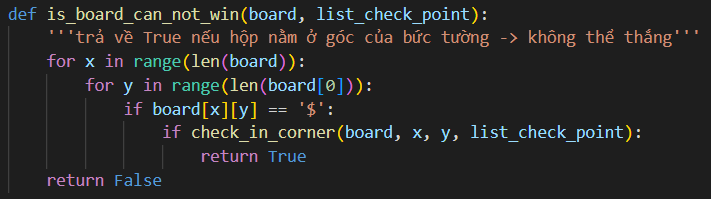 def is_board_can_not_win(board, list_check_point):
    '''trả về True nếu hộp nằm ở góc của bức tường -> không thể thắng'''
    for x in range(len(board)):
        for y in range(len(board[0])):
            if board[x][y] == '$':
                if check_in_corner(board, x, y, list_check_point):
                    return True
    return False